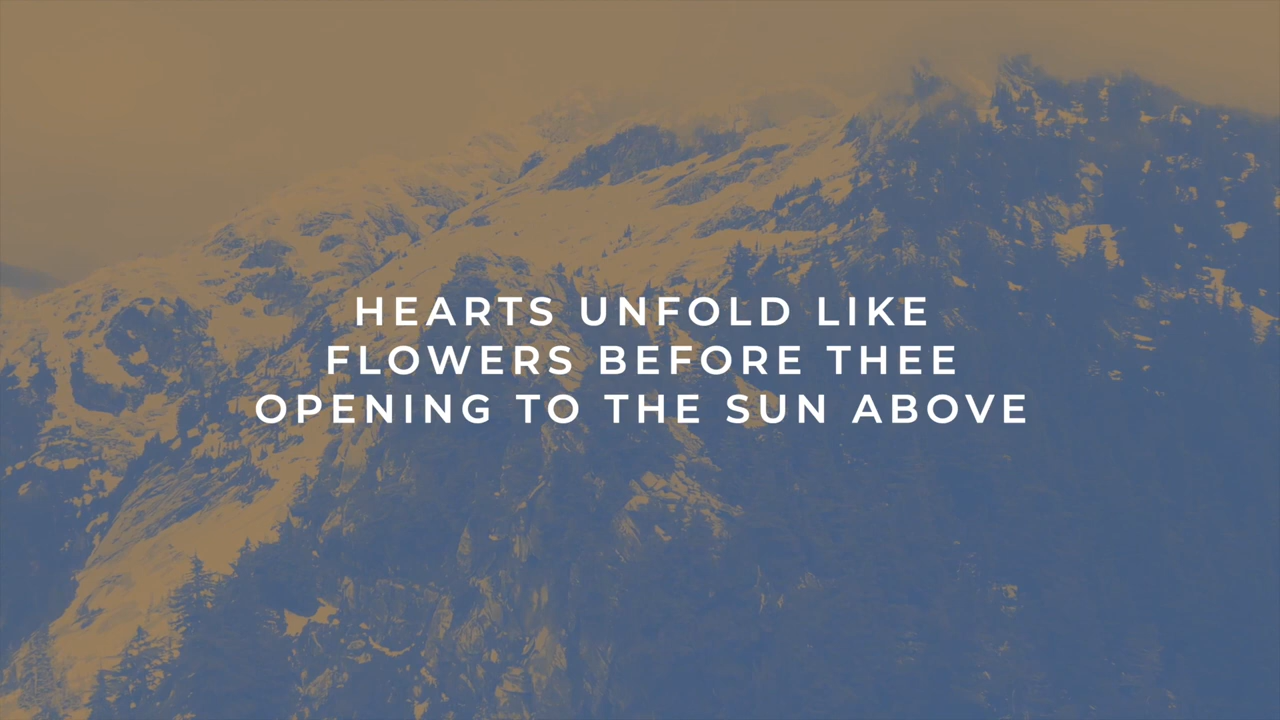 HEARTS UNFOLD LIKE
FLOWERS BEFORE THEE
OPENING TO THE SUN ABOVE